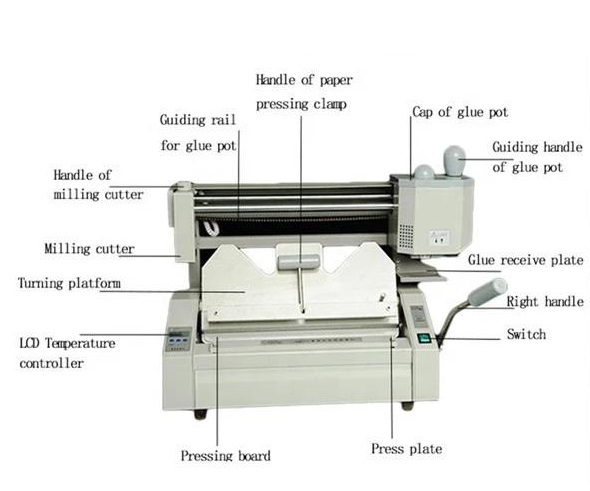 Handle of paper
pressing clamp
Guiding rail
for glue pot
Cap of glue pot
Guiding handle
of glue pot
Handle of
milling cutter
Milling cutter
Glue receive plate
Turning platform
Right handle
Switch
LCD Temperature
controller
Press plate
Pressing board